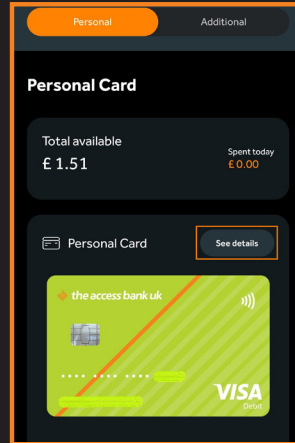 Personal Additional
Personal Card
Total available
£ 1.51
Spent today
£ 0.00
Personal Card See details
the access bank uk
VISA
Debit